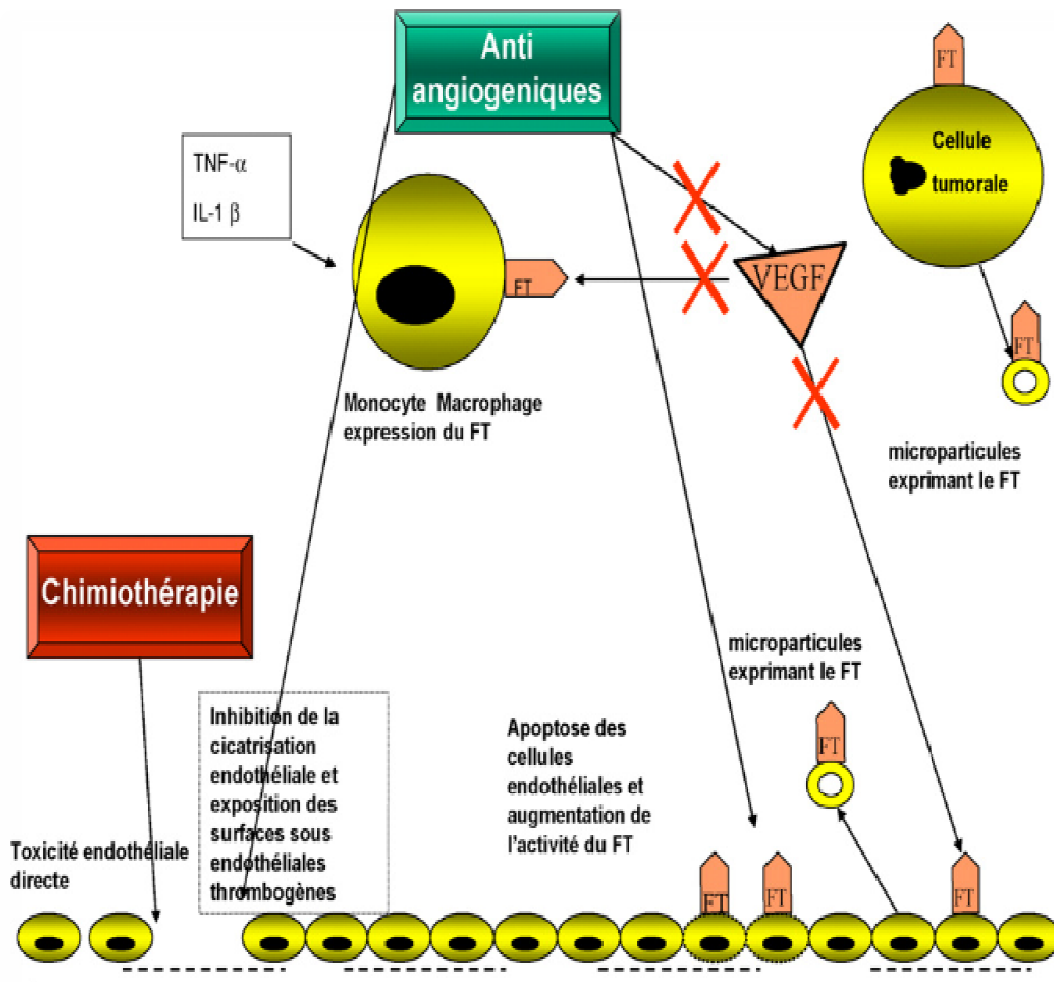 Anti
angiogeniques
FT
Cellule
tumorale
TNF-α
IL-1 β
FT
VEGF
FT
Monocyte Macrophage
expression du FT
microparticules
exprimant le FT
Chimiothérapie
microparticules
exprimant le FT
Inhibition de la
cicatrisation
endothéliale et
exposition des
surfaces sous
endothéliales
thrombogènes
Apoptose des
cellules
endothéliales et
augmentation de
l'activité du FT
FT
Toxicité endothéliale
directe
FT
FT
FT